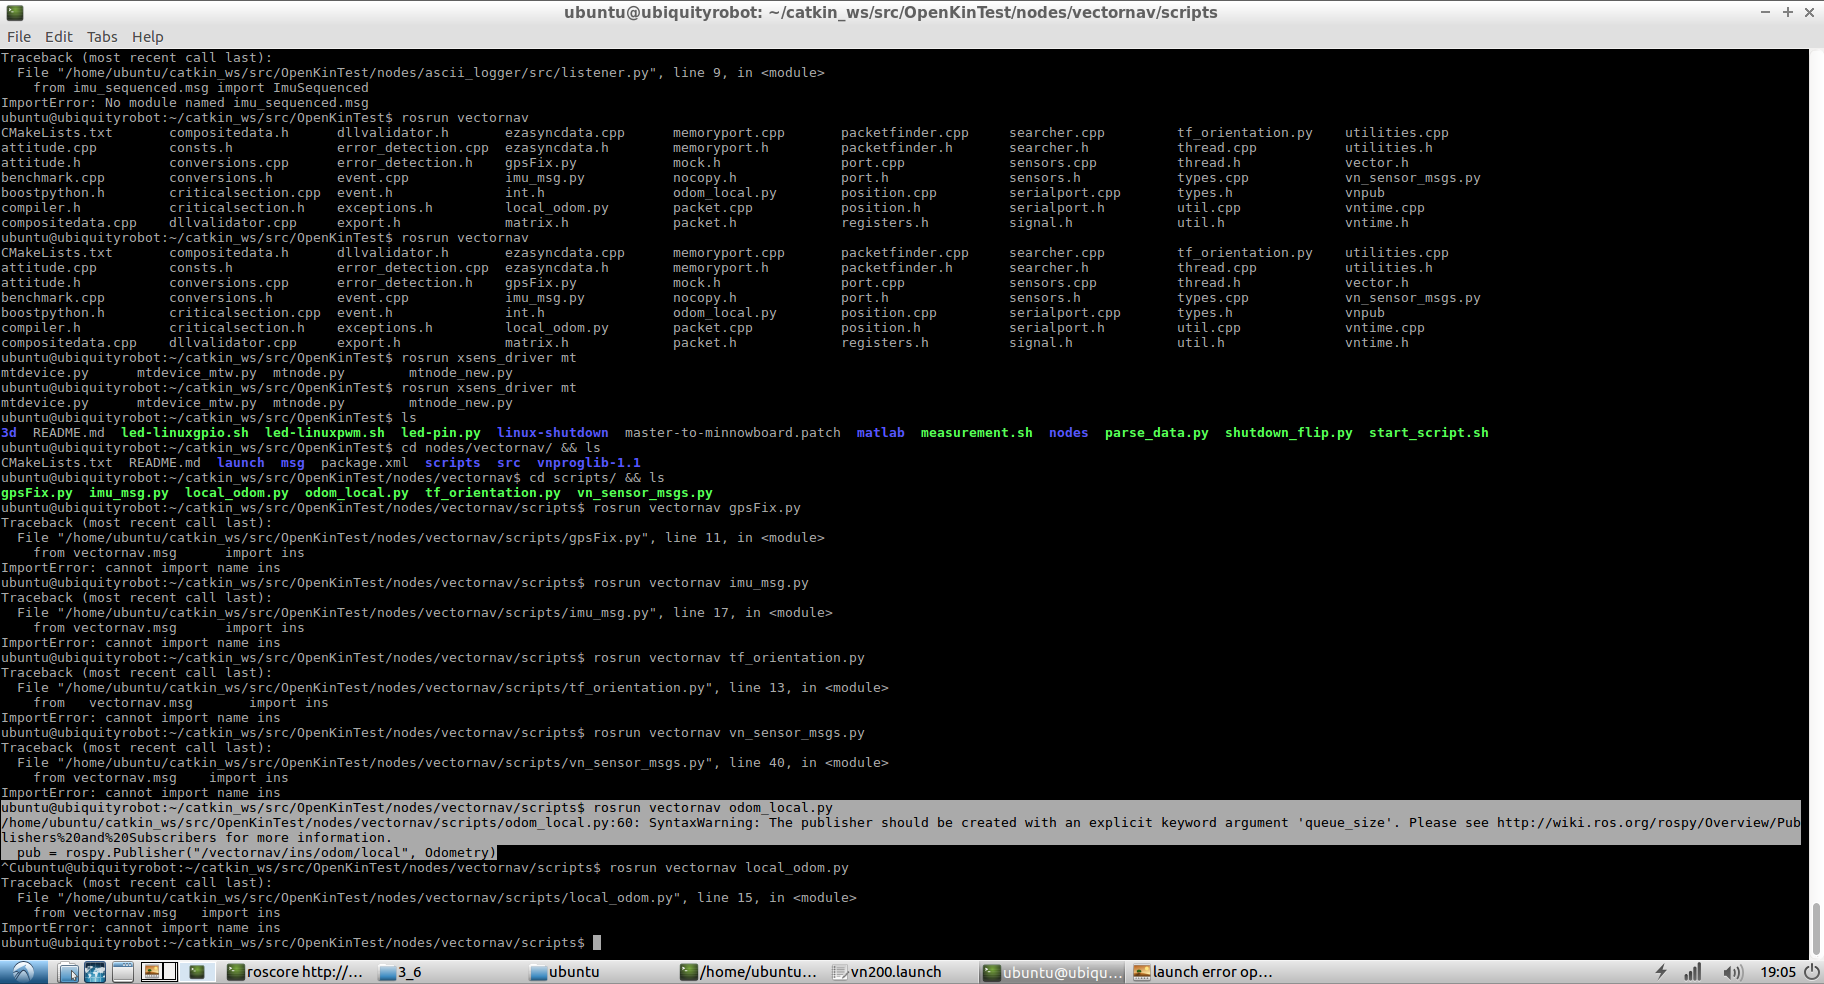 ubuntu@ubiquityrobot: ~/catkin_ws/src/OpenKinTest/nodes/vectornav/scripts
File Edit Tabs Help
Traceback (most recent call last):
  File "/home/ubuntu/catkin_ws/src/OpenKinTest/nodes/ascii_logger/src/listener.py", line 9, in <module>
    from imu_sequenced.msg import ImuSequenced
ImportError: No module named imu_sequenced.msg
ubuntu@ubiquityrobot:~/catkin_ws/src/OpenKinTest$ rosrun vectornav
CMakeLists.txt compositedata.h dllvalidator.h ezasyncdata.cpp memoryport.cpp packetfinder.cpp searcher.cpp tf_orientation.py utilities.cpp
attitude.cpp consts.h error_detection.cpp ezasyncdata.h memoryport.h packetfinder.h searcher.h thread.cpp utilities.h
attitude.h conversions.cpp error_detection.h gpsFix.py mock.h port.cpp sensors.cpp thread.h vector.h
benchmark.cpp conversions.h event.cpp imu_msg.py nocopy.h port.h sensors.h types.cpp vn_sensor_msgs.py
boostpython.h criticalsection.cpp event.h int.h odom_local.py position.cpp serialport.cpp types.h vnpub
compiler.h criticalsection.h exceptions.h local_odom.py packet.cpp position.h serialport.h util.cpp vntime.cpp
compositedata.cpp dllvalidator.cpp export.h matrix.h packet.h registers.h signal.h util.h vntime.h
ubuntu@ubiquityrobot:~/catkin_ws/src/OpenKinTest$ rosrun vectornav
CMakeLists.txt compositedata.h dllvalidator.h ezasyncdata.cpp memoryport.cpp packetfinder.cpp searcher.cpp tf_orientation.py utilities.cpp
attitude.cpp consts.h error_detection.cpp ezasyncdata.h memoryport.h packetfinder.h searcher.h thread.cpp utilities.h
attitude.h conversions.cpp error_detection.h gpsFix.py mock.h port.cpp sensors.cpp thread.h vector.h
benchmark.cpp conversions.h event.cpp imu_msg.py nocopy.h port.h sensors.h types.cpp vn_sensor_msgs.py
boostpython.h criticalsection.cpp event.h int.h odom_local.py position.cpp serialport.cpp types.h vnpub
compiler.h criticalsection.h exceptions.h local_odom.py packet.cpp position.h serialport.h util.cpp vntime.cpp
compositedata.cpp dllvalidator.cpp export.h matrix.h packet.h registers.h signal.h util.h vntime.h
ubuntu@ubiquityrobot:~/catkin_ws/src/OpenKinTest$ rosrun xsens_driver mt
mtdevice.py mtdevice_mtw.py mtnode.py mtnode_new.py
ubuntu@ubiquityrobot:~/catkin_ws/src/OpenKinTest$ rosrun xsens_driver mt
mtdevice.py mtdevice_mtw.py mtnode.py mtnode_new.py
ubuntu@ubiquityrobot:~/catkin_ws/src/OpenKinTest$ ls
3d README.md led-linuxgpio.sh led-linuxpwm.sh led-pin.py linux-shutdown master-to-minnowboard.patch matlab measurement.sh nodes parse_data.py shutdown_flip.py start_script.sh
ubuntu@ubiquityrobot:~/catkin_ws/src/OpenKinTest$ cd nodes/vectornav/ && ls
CMakeLists.txt README.md launch msg package.xml scripts src vnproglib-1.1
ubuntu@ubiquityrobot:~/catkin_ws/src/OpenKinTest/nodes/vectornav$ cd scripts/ && ls
gpsFix.py imu_msg.py local_odom.py odom_local.py tf_orientation.py vn_sensor_msgs.py
ubuntu@ubiquityrobot:~/catkin_ws/src/OpenKinTest/nodes/vectornav/scripts$ rosrun vectornav gpsFix.py
Traceback (most recent call last):
  File "/home/ubuntu/catkin_ws/src/OpenKinTest/nodes/vectornav/scripts/gpsFix.py", line 11, in <module>
    from vectornav.msg      import ins
ImportError: cannot import name ins
ubuntu@ubiquityrobot:~/catkin_ws/src/OpenKinTest/nodes/vectornav/scripts$ rosrun vectornav imu_msg.py
Traceback (most recent call last):
  File "/home/ubuntu/catkin_ws/src/OpenKinTest/nodes/vectornav/scripts/imu_msg.py", line 17, in <module>
    from vectornav.msg      import ins
ImportError: cannot import name ins
ubuntu@ubiquityrobot:~/catkin_ws/src/OpenKinTest/nodes/vectornav/scripts$ rosrun vectornav tf_orientation.py
Traceback (most recent call last):
  File "/home/ubuntu/catkin_ws/src/OpenKinTest/nodes/vectornav/scripts/tf_orientation.py", line 13, in <module>
    from   vectornav.msg       import ins
ImportError: cannot import name ins
ubuntu@ubiquityrobot:~/catkin_ws/src/OpenKinTest/nodes/vectornav/scripts$ rosrun vectornav vn_sensor_msgs.py
Traceback (most recent call last):
  File "/home/ubuntu/catkin_ws/src/OpenKinTest/nodes/vectornav/scripts/vn_sensor_msgs.py", line 40, in <module>
    from vectornav.msg    import ins
ImportError: cannot import name ins
ubuntu@ubiquityrobot:~/catkin_ws/src/OpenKinTest/nodes/vectornav/scripts$ rosrun vectornav odom_local.py
/home/ubuntu/catkin_ws/src/OpenKinTest/nodes/vectornav/scripts/odom_local.py:60: SyntaxWarning: The publisher should be created with an explicit keyword argument 'queue_size'. Please see http://wiki.ros.org/rospy/Overview/Pub
lishers%20and%20Subscribers for more information.
  pub = rospy.Publisher("/vectornav/ins/odom/local", Odometry)
^Cubuntu@ubiquityrobot:~/catkin_ws/src/OpenKinTest/nodes/vectornav/scripts$ rosrun vectornav local_odom.py
Traceback (most recent call last):
  File "/home/ubuntu/catkin_ws/src/OpenKinTest/nodes/vectornav/scripts/local_odom.py", line 15, in <module>
    from vectornav.msg   import ins
ImportError: cannot import name ins
ubuntu@ubiquityrobot:~/catkin_ws/src/OpenKinTest/nodes/vectornav/scripts$
roscore http://... 3_6 ubuntu /home/ubuntu... vn200.launch ubuntu@ubiqu... launch error op... 19:05